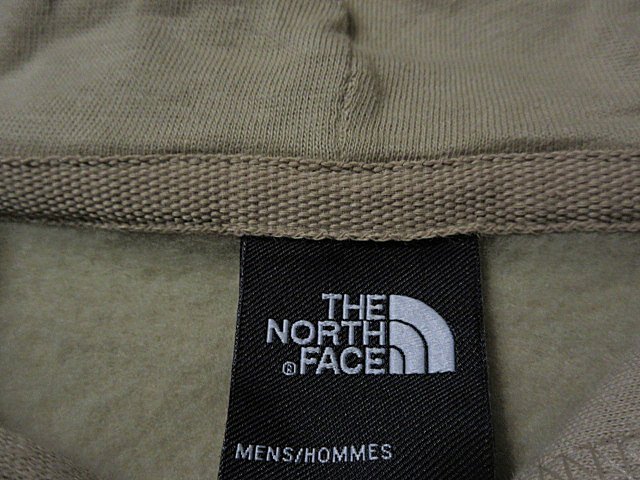 THE
NORTH
® FACE
MENS/HOMMES